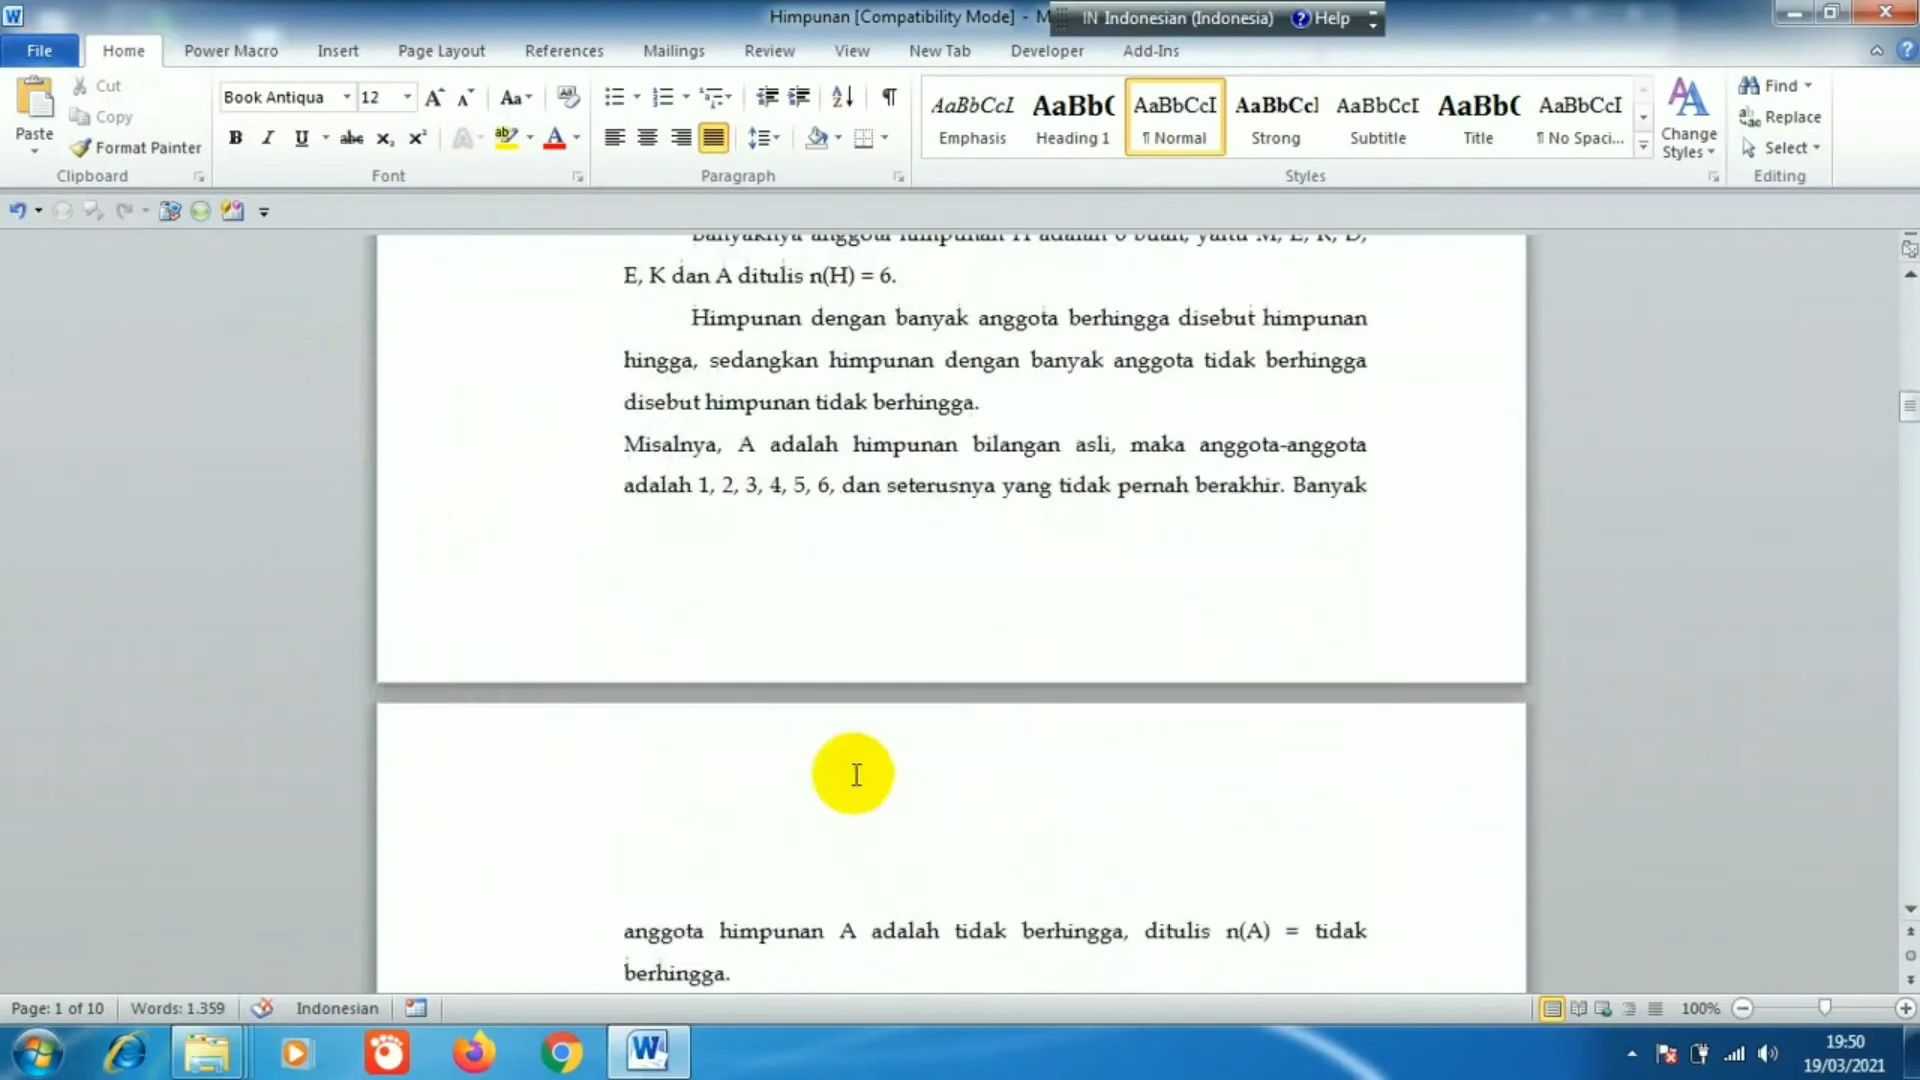 Himpunan [Compatibility Mode] - M
IN Indonesian (Indonesia) Help
File Home Power Macro Insert Page Layout References Mailings Review View New Tab Developer Add-Ins
Cut
Copy
Format Painter
Paste
Clipboard
Book Antiqua 12
Font
Paragraph
AaBbCcI AaBbC AaBbCcI AaBbCcI AaBbCcI AaBbC AaBbCcI
Emphasis Heading 1 ¶ Normal Strong Subtitle Title ¶ No Spaci...
Styles
Change
Styles
Find
Replace
Select
Editing
Banyaknya anggota himpunan H adalah 6 buah, yaitu M, E, R, D,
E, K dan A ditulis n(H) = 6.
Himpunan dengan banyak anggota berhingga disebut himpunan
hingga, sedangkan himpunan dengan banyak anggota tidak berhingga
disebut himpunan tidak berhingga.
Misalnya, A adalah himpunan bilangan asli, maka anggota-anggota
adalah 1, 2, 3, 4, 5, 6, dan seterusnya yang tidak pernah berakhir. Banyak
anggota himpunan A adalah tidak berhingga, ditulis n(A) = tidak
berhingga.
Page: 1 of 10 Words: 1.359 Indonesian 100%
19:50
19/03/2021